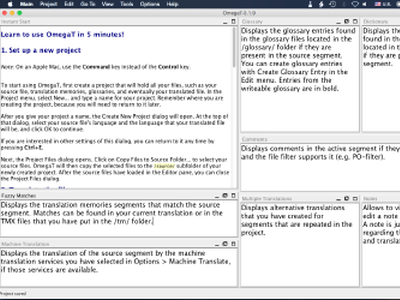 Main Project Edit Go To View Tools Options Help
OmegaT-3.1.9
Instant Start
Learn to use OmegaT in 5 minutes!
1. Set up a new project
Note: On an Apple Mac, use the Command key instead of the Control key.
To start using OmegaT, first create a project that will hold all your files, such as your
source file, translation memories, glossaries, and eventually your translated file. In the
Project menu, select New... and type a name for your project. Remember where you are
creating the project, because you will need to return to it later.
After you give your project a name, the Create New Project dialog will open. At the top of
that dialog, select your source file's language and the language that your translated file
will be, and click OK to continue.
If you are interested in other settings of this dialog, you can return to it any time by
pressing Ctrl+E.
Next, the Project Files dialog opens. Click on Copy Files to Source Folder... to select your
source file. OmegaT will then copy the selected files to the /source/ subfolder of your
newly created project. After the source files have loaded in the Editor pane, you can close
the Project Files dialog.
Fuzzy Matches
Displays the translation memories segments that match the source
segment. Matches can be found in your current translation or in the
TMX files that you have put in the /tm/ folder.
Machine Translation
Displays the translation of the source segment by the machine
translation services you have selected in Options > Machine Translate,
if those services are available.
Glossary
Displays the glossary entries found
in the glossary files located in the
/glossary/ folder if they are
present in the source segment.
You can create glossary entries
with Create Glossary Entry in the
Edit menu. Entries from the
writeable glossary are in bold.
Dictionary
Displays the
found in the
located in th
if they are p
segment.
Comments
Displays comments in the active segment if they
and the file filter supports it (e.g. PO-filter).
Multiple Translations
Displays alternative translations
that you have created for
segments that are repeated in the
project.
Notes
Allows to vi
edit a note
A note is ju
regarding th
and translat
Project saved